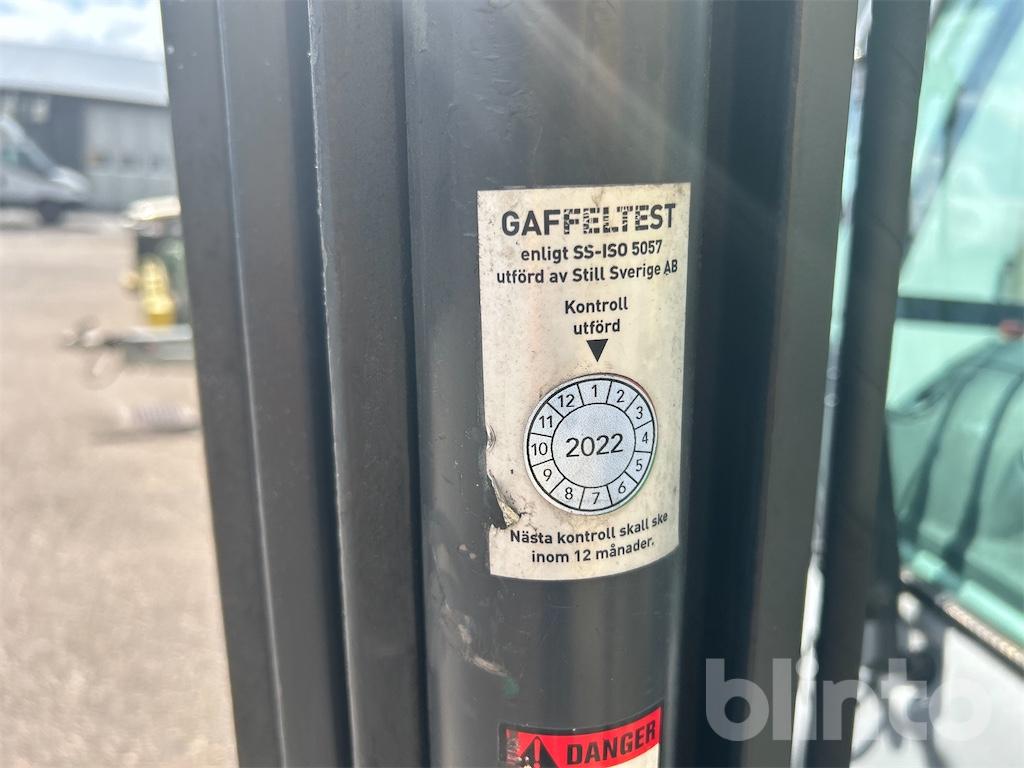 GAFFELTEST
enligt SS-ISO 5057
utförd av Still Sverige AB
Kontroll
utförd
12 1 2 3 4 5 6 7 8 9 10 11
2022
Nästa kontroll skall ske
inom 12 månader.
DANGER
blinto